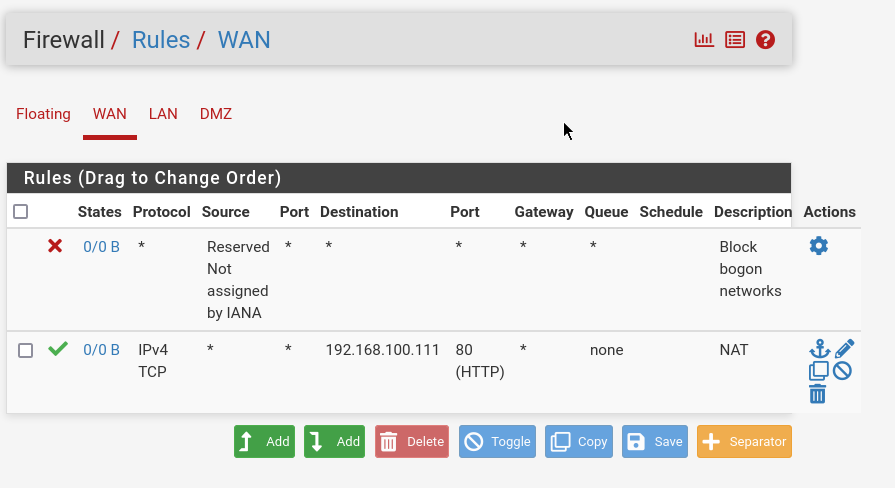 Firewall / Rules / WAN
Floating WAN LAN DMZ
Rules (Drag to Change Order)
States Protocol Source Port Destination Port Gateway Queue Schedule Description Actions
0/0 B * Reserved * * * * * Block
Not bogon
assigned networks
by IANA
0/0 B IPv4 * * 192.168.100.111 80 * none NAT
TCP (HTTP)
Add Add Delete Toggle Copy Save Separator